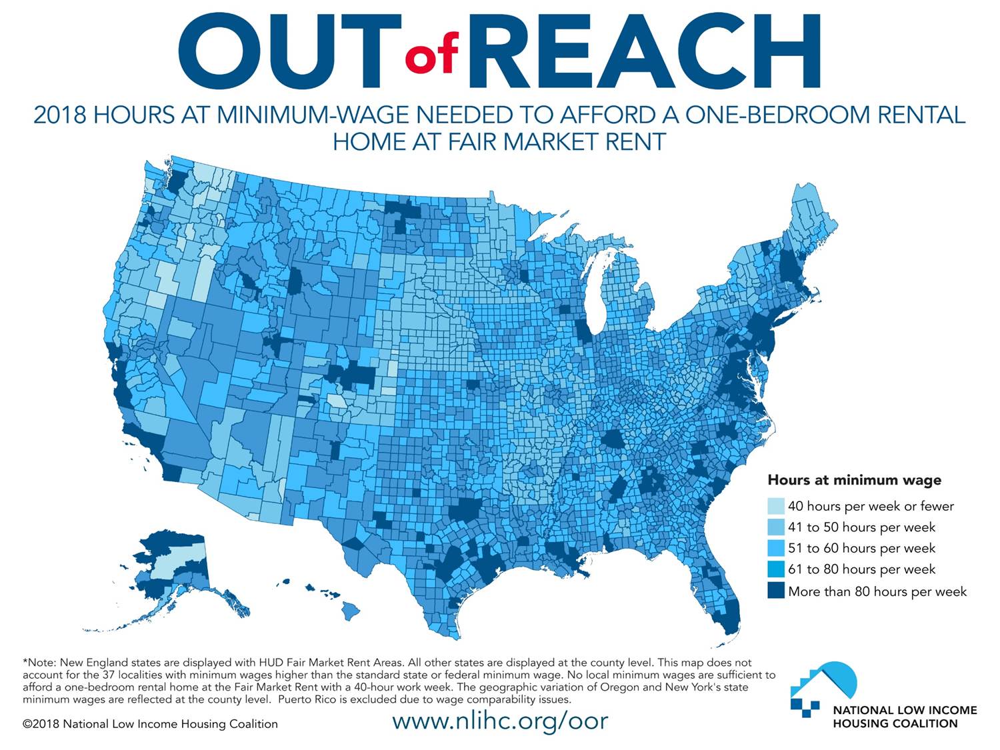 OUT of REACH
2018 HOURS AT MINIMUM-WAGE NEEDED TO AFFORD A ONE-BEDROOM RENTAL
HOME AT FAIR MARKET RENT
Hours at minimum wage
40 hours per week or fewer
41 to 50 hours per week
51 to 60 hours per week
61 to 80 hours per week
More than 80 hours per week
*Note: New England states are displayed with HUD Fair Market Rent Areas. All other states are displayed at the county level. This map does not
account for the 37 localities with minimum wages higher than the standard state or federal minimum wage. No local minimum wages are sufficient to
afford a one-bedroom rental home at the Fair Market Rent with a 40-hour work week. The geographic variation of Oregon and New York's state
minimum wages are reflected at the county level.  Puerto Rico is excluded due to wage comparability issues.
©2018 National Low Income Housing Coalition
www.nlihc.org/oor
NATIONAL LOW INCOME
HOUSING COALITION